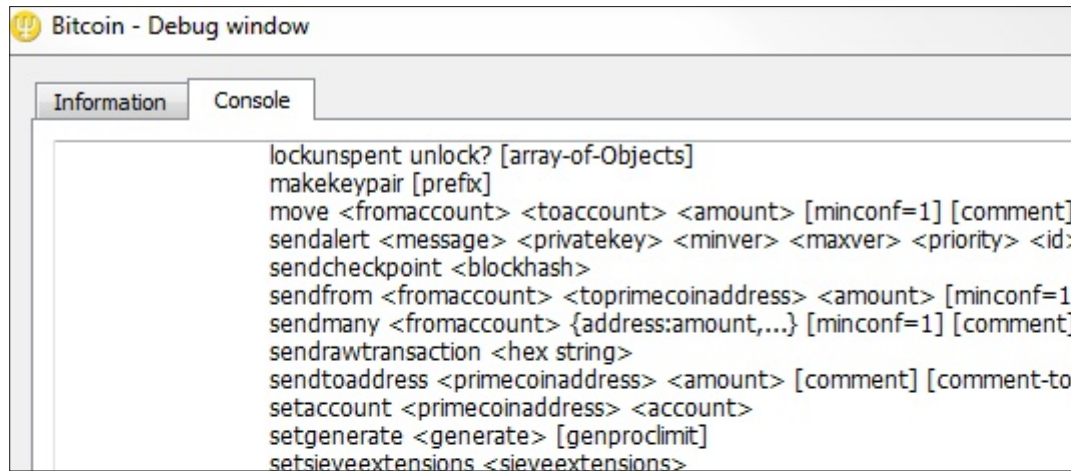 Bitcoin - Debug window
Information Console
lockunspent unlock? [array-of-Objects]
makekeypair [prefix]
move <fromaccount> <toaccount> <amount> [minconf=1] [comment]
sendalert <message> <privatekey> <minver> <maxver> <priority> <id>
sendcheckpoint <blockhash>
sendfrom <fromaccount> <toprimecoinaddress> <amount> [minconf=1
sendmany <fromaccount> {address:amount,...} [minconf=1] [comment]
sendrawtransaction <hex string>
sendtoaddress <primecoinaddress> <amount> [comment] [comment-to
setaccount <primecoinaddress> <account>
setgenerate <generate> [genproclimit]
setsieveextensions <sieveextensions>